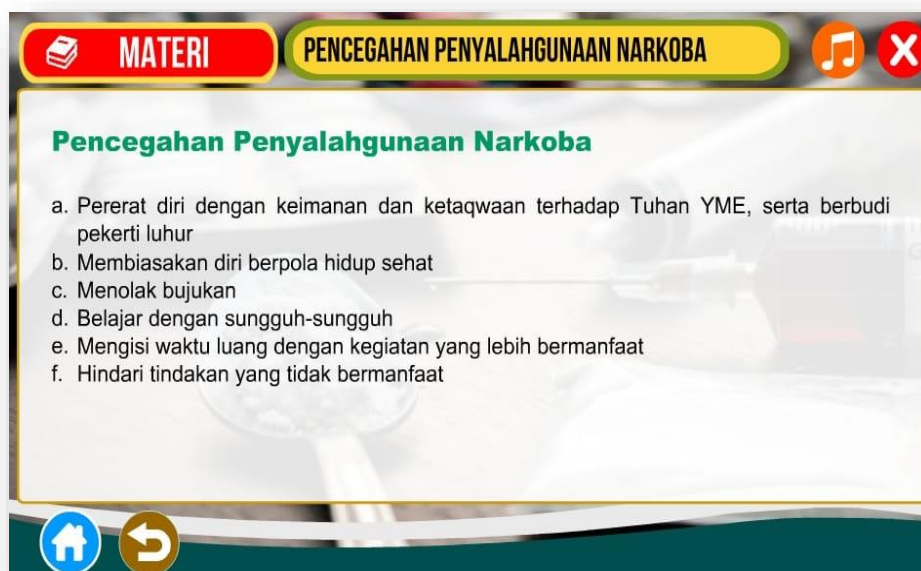 MATERI
PENCEGAHAN PENYALAHGUNAAN NARKOBA
Pencegahan Penyalahgunaan Narkoba
a. Pererat diri dengan keimanan dan ketaqwaan terhadap Tuhan YME, serta berbudi
pekerti luhur
b. Membiasakan diri berpola hidup sehat
c. Menolak bujukan
d. Belajar dengan sungguh-sungguh
e. Mengisi waktu luang dengan kegiatan yang lebih bermanfaat
f. Hindari tindakan yang tidak bermanfaat